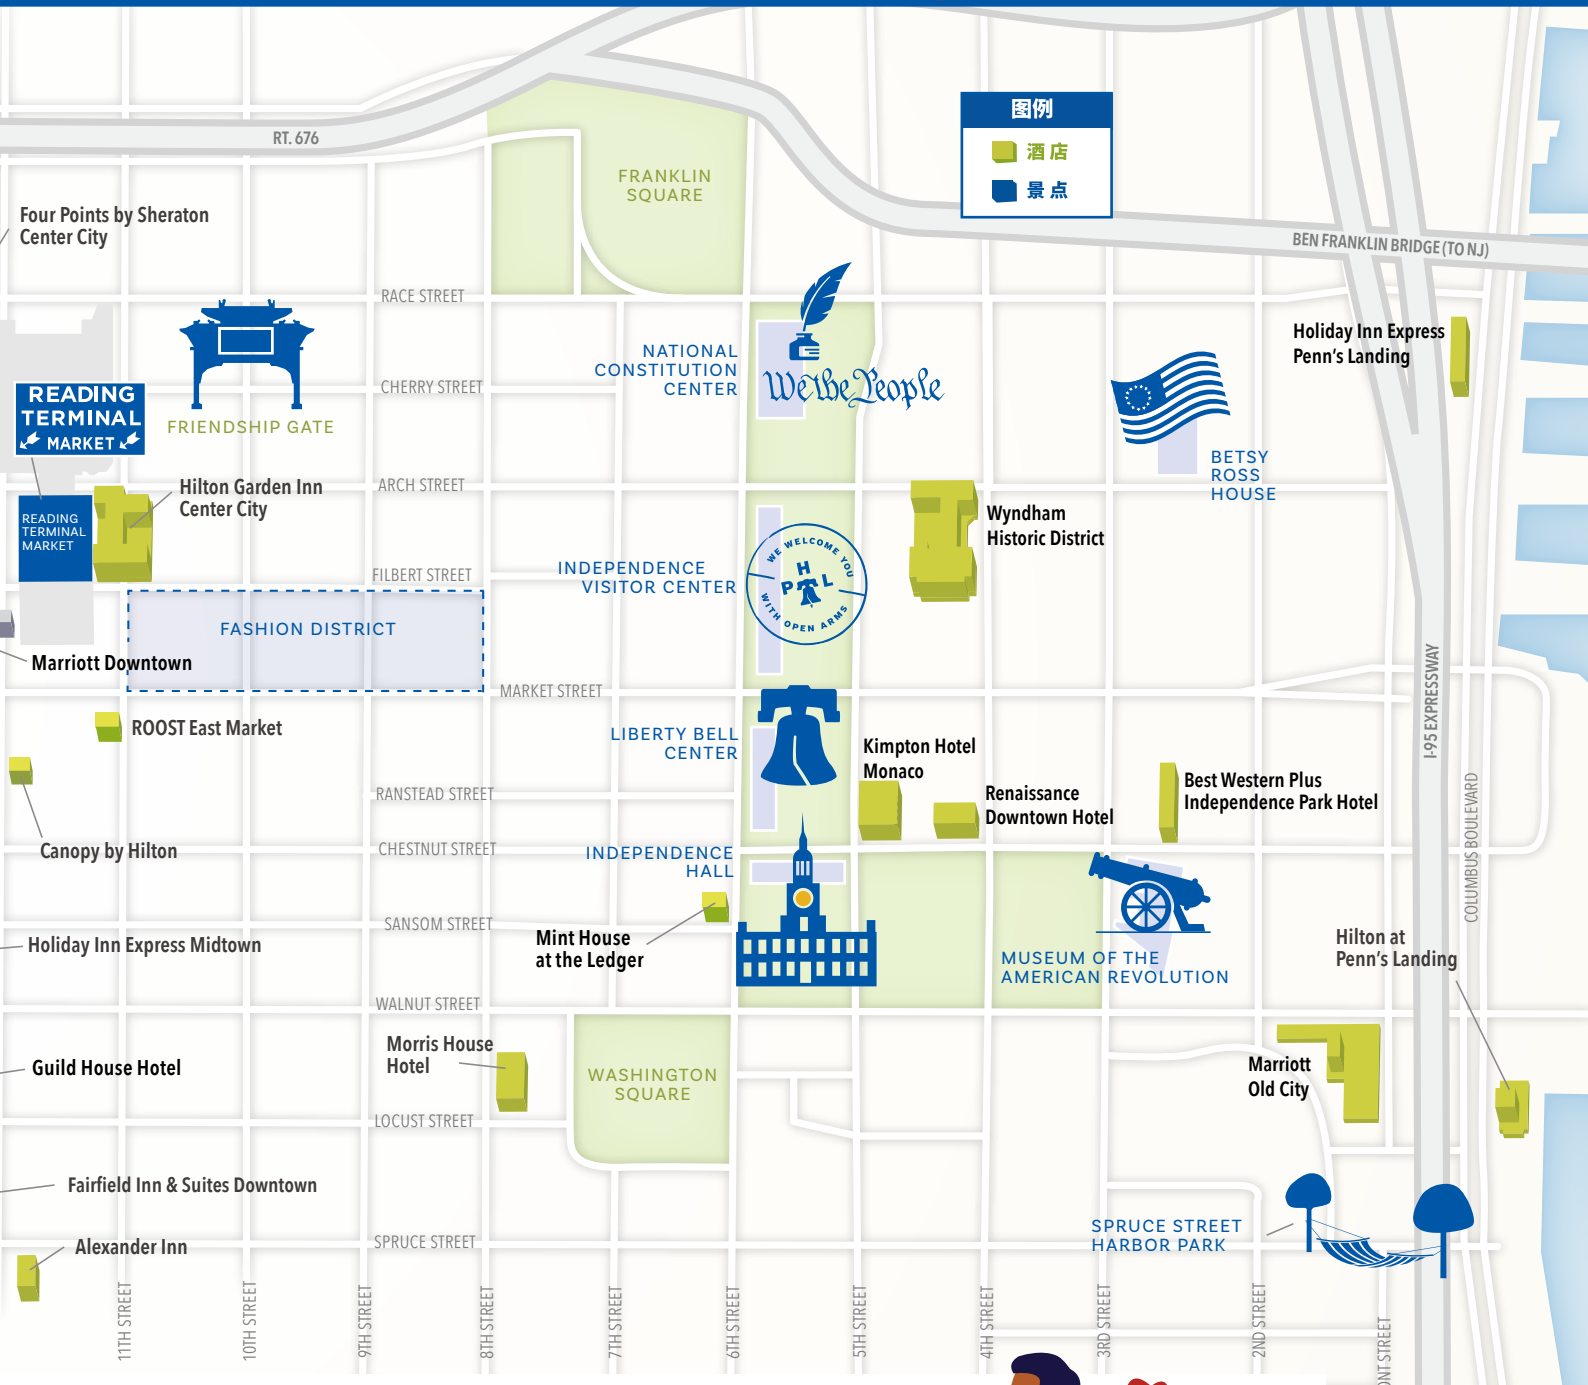 RT. 676
图例
酒店
景点
FRANKLIN
SQUARE
Four Points by Sheraton
Center City
BEN FRANKLIN BRIDGE (TO NJ)
RACE STREET
Holiday Inn Express
Penn's Landing
NATIONAL
CONSTITUTION
CENTER
We the People
CHERRY STREET
READING
TERMINAL
MARKET
FRIENDSHIP GATE
BETSY
ROSS
HOUSE
ARCH STREET
Hilton Garden Inn
Center City
READING
TERMINAL
MARKET
Wyndham
Historic District
WE WELCOME YOU
PHL
WITH OPEN ARMS
INDEPENDENCE
VISITOR CENTER
FILBERT STREET
FASHION DISTRICT
Marriott Downtown
MARKET STREET
I-95 EXPRESSWAY
ROOST East Market
LIBERTY BELL
CENTER
Kimpton Hotel
Monaco
Renaissance
Downtown Hotel
Best Western Plus
Independence Park Hotel
RANSTEAD STREET
COLUMBUS BOULEVARD
Canopy by Hilton
CHESTNUT STREET
INDEPENDENCE
HALL
SANSOM STREET
Holiday Inn Express Midtown
Mint House
at the Ledger
MUSEUM OF THE
AMERICAN REVOLUTION
Hilton at
Penn's Landing
WALNUT STREET
Morris House
Hotel
Guild House Hotel
WASHINGTON
SQUARE
Marriott
Old City
LOCUST STREET
Fairfield Inn & Suites Downtown
SPRUCE STREET
HARBOR PARK
Alexander Inn
SPRUCE STREET
11TH STREET
10TH STREET
9TH STREET
8TH STREET
7TH STREET
6TH STREET
5TH STREET
4TH STREET
3RD STREET
2ND STREET
STREET